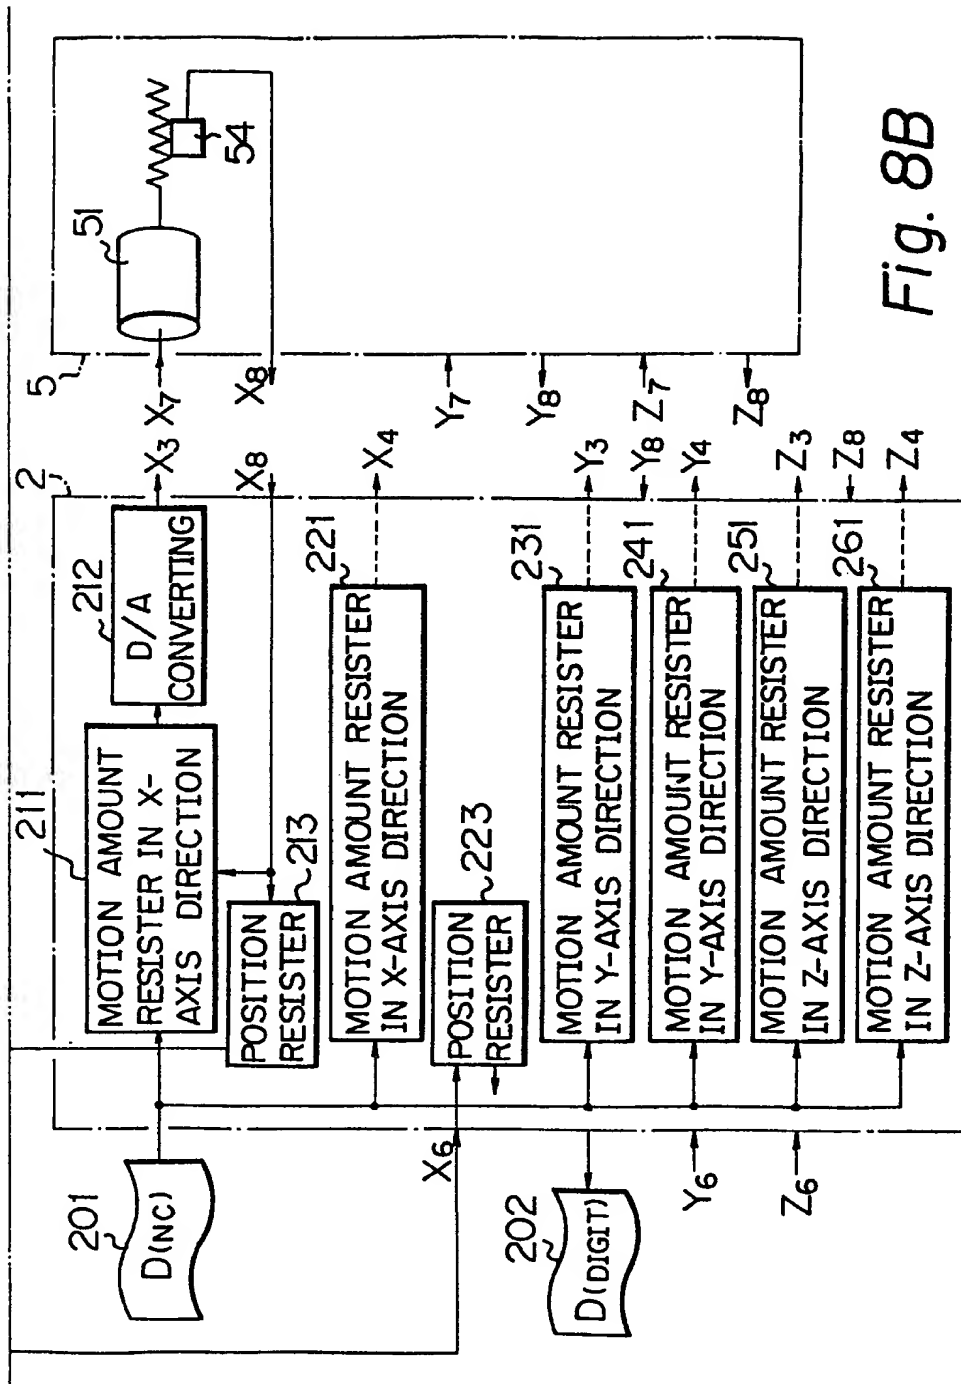 201
D(NC)
211
MOTION AMOUNT
RESISTER IN X-
AXIS DIRECTION
212
D/A
CONVERTING
2
X3
X7
5
51
54
POSITION
RESISTER
213
X8
X8
MOTION AMOUNT RESISTER
IN X-AXIS DIRECTION
221
X4
X6
POSITION
RESISTER
223
Y7
Y8
202
D(DIGIT)
MOTION AMOUNT RESISTER
IN Y-AXIS DIRECTION
231
Y3
Y8
Z7
Y6
MOTION AMOUNT RESISTER
IN Y-AXIS DIRECTION
241
Y4
Z8
Z6
MOTION AMOUNT RESISTER
IN Z-AXIS DIRECTION
251
Z3
Z8
MOTION AMOUNT RESISTER
IN Z-AXIS DIRECTION
261
Z4
Fig. 8B